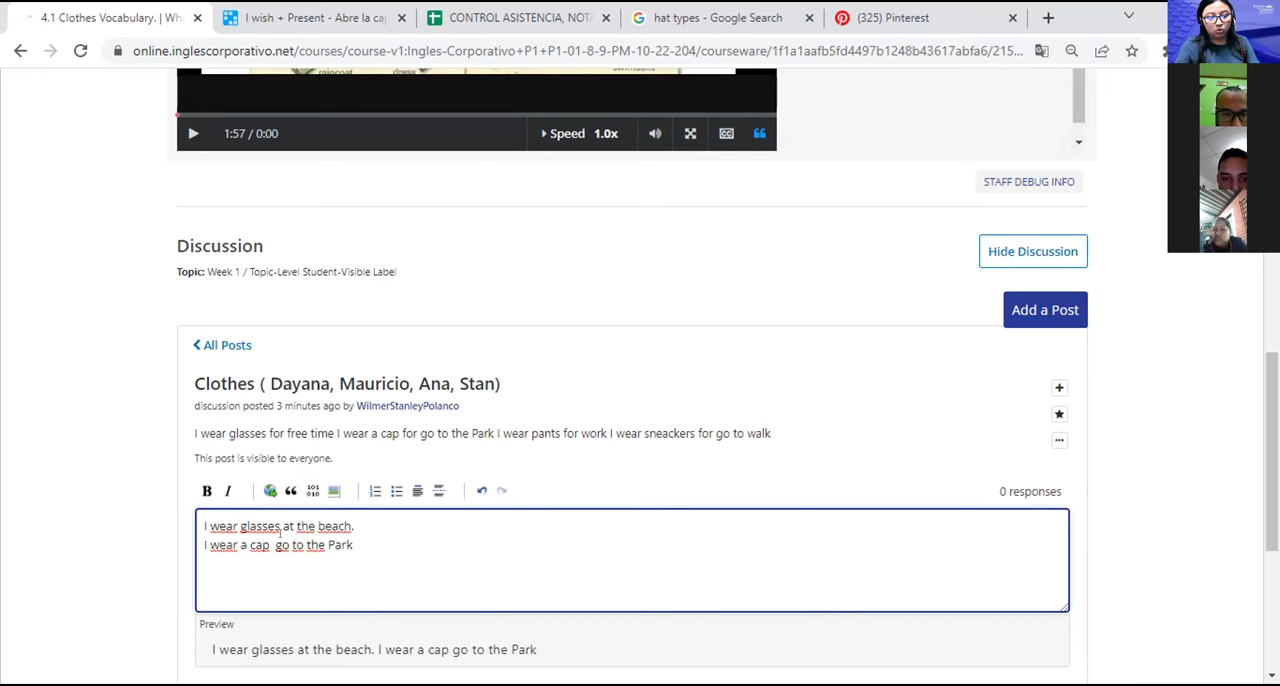 4.1 Clothes Vocabulary. | Wh
I wish + Present - Abre la ca
CONTROL ASISTENCIA, NOTA
hat types - Google Search
(325) Pinterest
online.inglescorporativo.net/courses/course-v1:Ingles-Corporativo+P1+P1-01-8-9-PM-10-22-204/courseware/1f1a1aafb5fd4497b1248b43617abfa6/215...
raincoat
dress
1:57 / 0:00
Speed 1.0x
STAFF DEBUG INFO
Discussion
Topic: Week 1 / Topic-Level Student-Visible Label
Hide Discussion
Add a Post
All Posts
Clothes ( Dayana, Mauricio, Ana, Stan)
discussion posted 3 minutes ago by WilmerStanleyPolanco
I wear glasses for free time I wear a cap for go to the Park I wear pants for work I wear sneackers for go to walk
This post is visible to everyone.
B I
101
010
0 responses
I wear glasses at the beach.
I wear a cap  go to the Park
Preview
I wear glasses at the beach. I wear a cap go to the Park